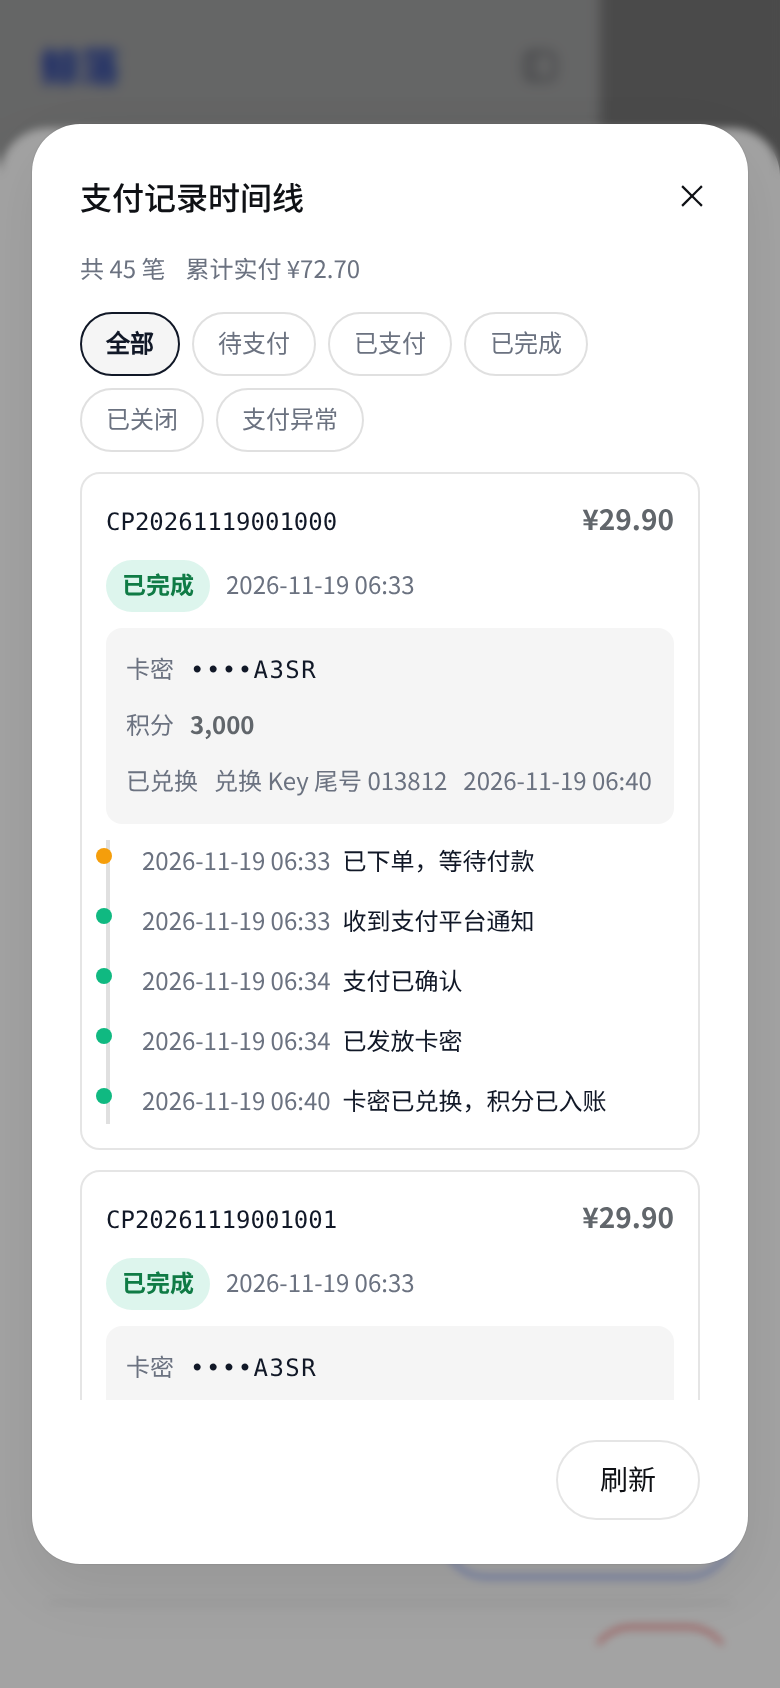 支付记录时间线
共 45 笔 累计实付 ¥72.70
全部 待支付 已支付 已完成
已关闭 支付异常
CP20261119001000 ¥29.90
已完成 2026-11-19 06:33
卡密 ••••A3SR
积分 3,000
已兑换 兑换 Key 尾号 013812 2026-11-19 06:40
2026-11-19 06:33 已下单，等待付款
2026-11-19 06:33 收到支付平台通知
2026-11-19 06:34 支付已确认
2026-11-19 06:34 已发放卡密
2026-11-19 06:40 卡密已兑换，积分已入账
CP20261119001001 ¥29.90
已完成 2026-11-19 06:33
卡密 ••••A3SR
刷新